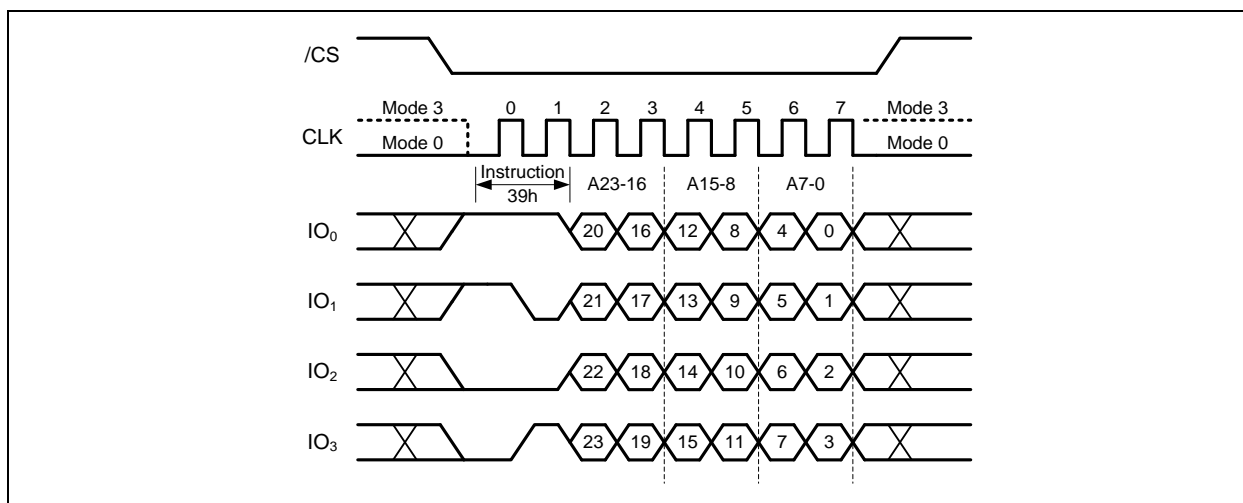 /CS
Mode 3 0 1 2 3 4 5 6 7 Mode 3
CLK
Mode 0 Mode 0
Instruction
39h
A23-16 A15-8 A7-0
IO₀ 20 16 12 8 4 0
IO₁ 21 17 13 9 5 1
IO₂ 22 18 14 10 6 2
IO₃ 23 19 15 11 7 3